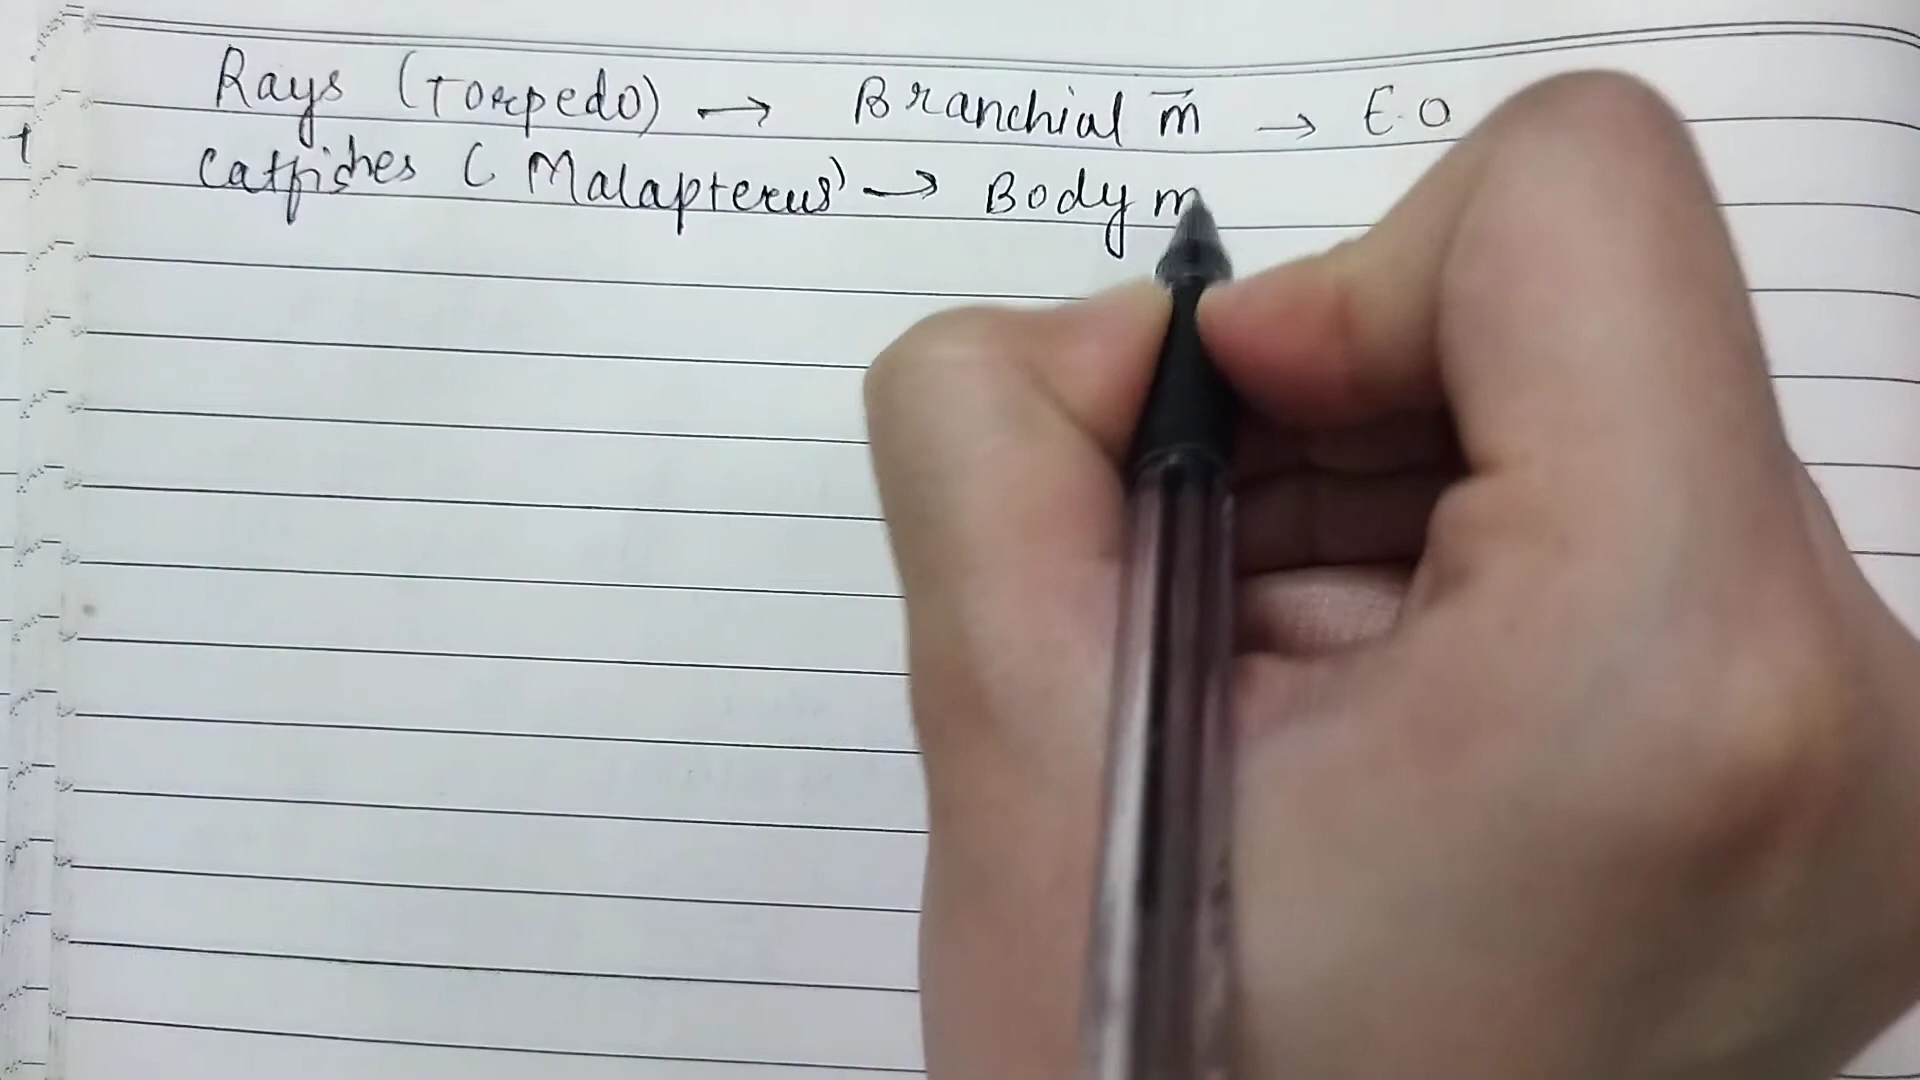 Rays (Torpedo) → Branchial m̄ → E.O
Catfishes (Malapterus) → Body m